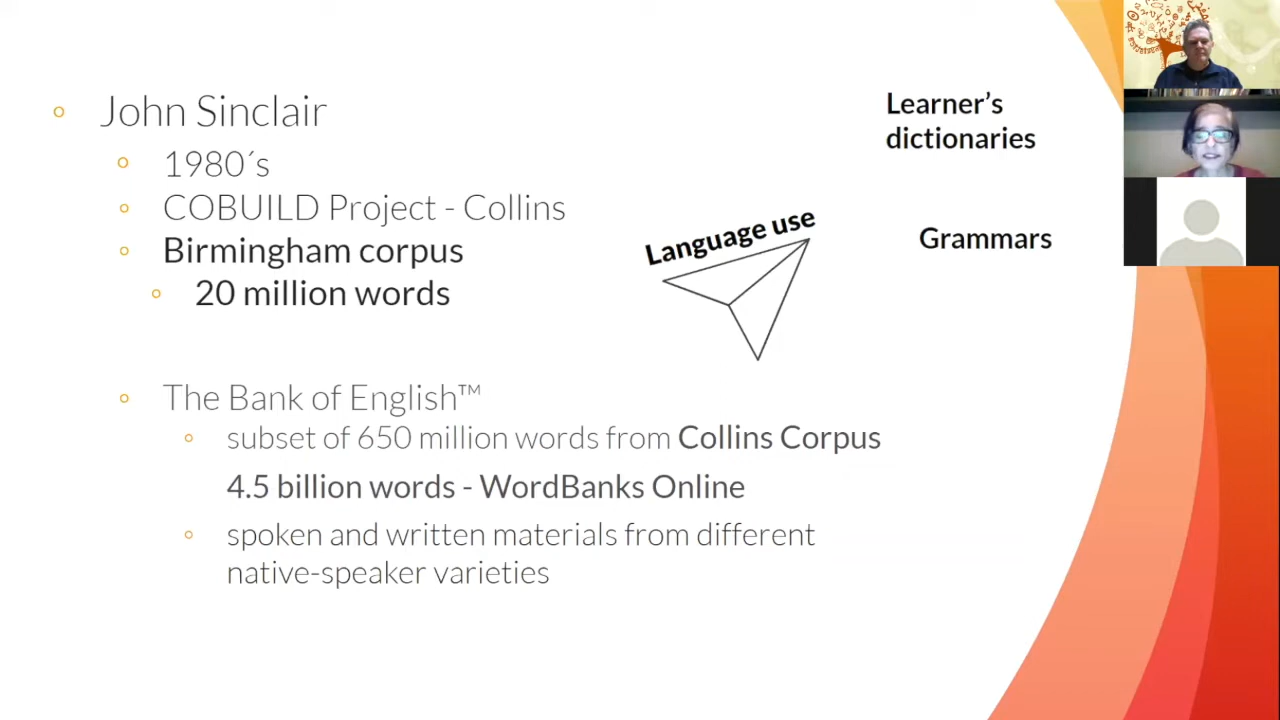 John Sinclair
1980´s
COBUILD Project - Collins
Birmingham corpus
20 million words
The Bank of English™
subset of 650 million words from Collins Corpus
4.5 billion words - WordBanks Online
spoken and written materials from different
native-speaker varieties
Language use
Learner’s
dictionaries
Grammars